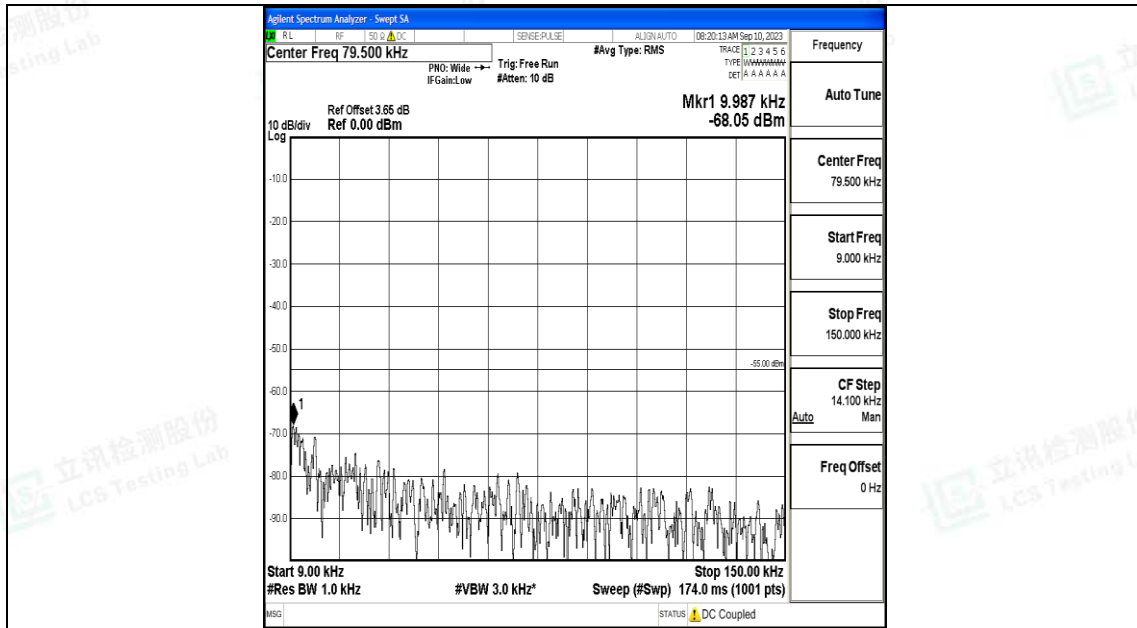 Agilent Spectrum Analyzer - Swept SA
RL RF 50 Ω DC SENSE:PULSE ALIGN AUTO 08:20:13 AM Sep 10, 2023
Center Freq 79.500 kHz
#Avg Type: RMS
TRACE 1 2 3 4 5 6
TYPE
DET A A A A A A
PNO: Wide
IFGain:Low
Trig: Free Run
#Atten: 10 dB
Mkr1 9.987 kHz
-68.05 dBm
Ref Offset 3.65 dB
Ref 0.00 dBm
10 dB/div
Log
-10.0
-20.0
-30.0
-40.0
-50.0
-55.00 dBm
-60.0
1
-70.0
-80.0
-90.0
Start 9.00 kHz
Stop 150.00 kHz
#Res BW 1.0 kHz
#VBW 3.0 kHz*
Sweep (#Swp) 174.0 ms (1001 pts)
MSG
STATUS DC Coupled
Frequency
Auto Tune
Center Freq
79.500 kHz
Start Freq
9.000 kHz
Stop Freq
150.000 kHz
CF Step
14.100 kHz
Auto Man
Freq Offset
0 Hz
立讯检测股份
LCS Testing Lab
立讯检测股份
LCS Testing L